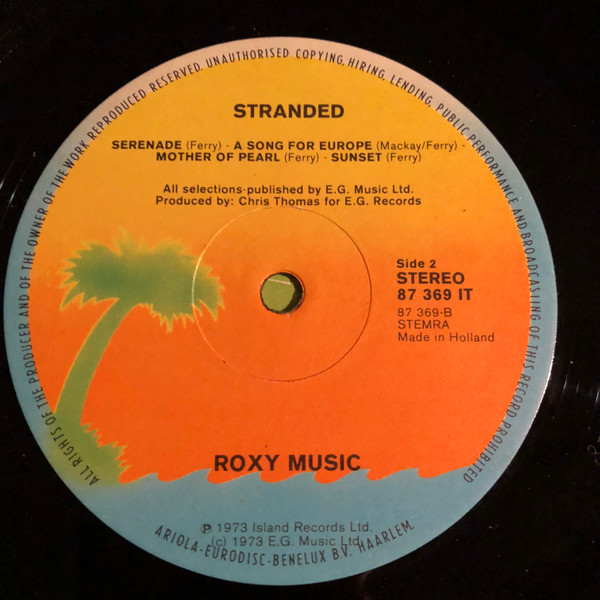 ALL RIGHTS OF THE PRODUCER AND OF THE OWNER OF THE WORK REPRODUCED RESERVED. UNAUTHORISED COPYING, HIRING, LENDING, PUBLIC PERFORMANCE AND BROADCASTING OF THIS RECORD PROHIBITED
STRANDED
SERENADE (Ferry) - A SONG FOR EUROPE (Mackay/Ferry) -
MOTHER OF PEARL (Ferry) - SUNSET (Ferry)
All selections-published by E.G. Music Ltd.
Produced by: Chris Thomas for E.G. Records
Side 2
STEREO
87 369 IT
87 369-B
STEMRA
Made in Holland
ROXY MUSIC
℗ 1973 Island Records Ltd.
(c) 1973 E.G. Music Ltd.
ARIOLA-EURODISC-BENELUX B.V. HAARLEM.